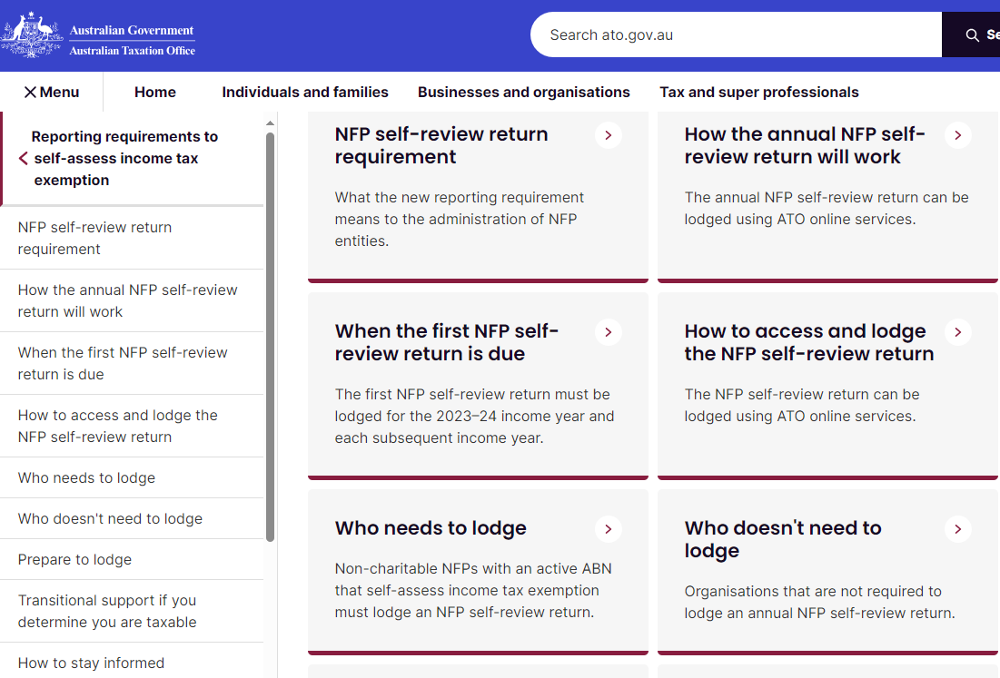 Australian Government
Australian Taxation Office
Search ato.gov.au
Menu
Home
Individuals and families
Businesses and organisations
Tax and super professionals
Reporting requirements to
self-assess income tax
exemption
NFP self-review return
requirement
How the annual NFP self-review
return will work
When the first NFP self-review
return is due
How to access and lodge the
NFP self-review return
Who needs to lodge
Who doesn't need to lodge
Prepare to lodge
Transitional support if you
determine you are taxable
How to stay informed
NFP self-review return
requirement
What the new reporting requirement
means to the administration of NFP
entities.
How the annual NFP self-
review return will work
The annual NFP self-review return can be
lodged using ATO online services.
When the first NFP self-
review return is due
The first NFP self-review return must be
lodged for the 2023–24 income year and
each subsequent income year.
How to access and lodge
the NFP self-review return
The NFP self-review return can be
lodged using ATO online services.
Who needs to lodge
Non-charitable NFPs with an active ABN
that self-assess income tax exemption
must lodge an NFP self-review return.
Who doesn't need to
lodge
Organisations that are not required to
lodge an annual NFP self-review return.